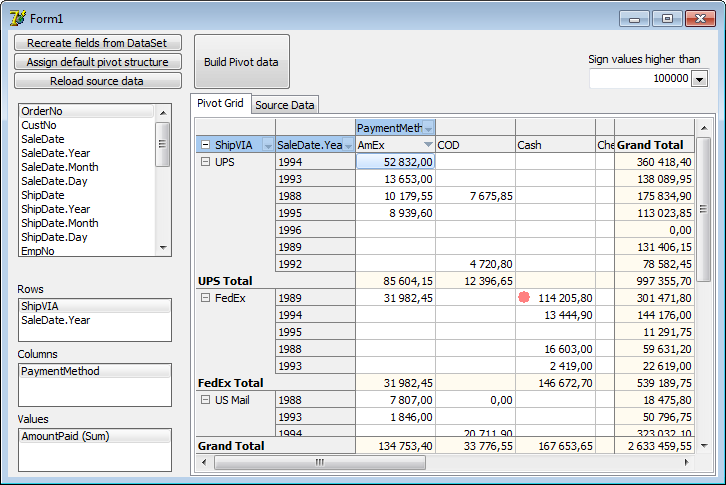 Form1
Recreate fields from DataSet
Assign default pivot structure
Reload source data
Build Pivot data
Sign values higher than
100000
OrderNo
CustNo
SaleDate
SaleDate.Year
SaleDate.Month
SaleDate.Day
ShipDate
ShipDate.Year
ShipDate.Month
ShipDate.Day
EmpNo
Rows
ShipVIA
SaleDate.Year
Columns
PaymentMethod
Values
AmountPaid (Sum)
Pivot Grid Source Data
PaymentMeth
ShipVIA SaleDate.Yea AmEx COD Cash Che Grand Total
UPS 1994 52 832,00 360 418,40
1993 13 653,00 138 089,95
1988 10 179,55 7 675,85 175 834,90
1995 8 939,60 113 023,85
1996 0,00
1989 131 406,15
1992 4 720,80 78 582,45
UPS Total 85 604,15 12 396,65 997 355,70
FedEx 1989 31 982,45 114 205,80 301 471,80
1994 13 444,90 144 176,00
1995 11 291,75
1988 16 603,00 59 631,20
1993 2 419,00 22 619,00
FedEx Total 31 982,45 146 672,70 539 189,75
US Mail 1988 7 807,00 0,00 18 475,80
1993 1 846,00 50 796,75
1994 20 711,90 323 032,10
Grand Total 134 753,40 33 776,55 167 653,65 2 633 459,55